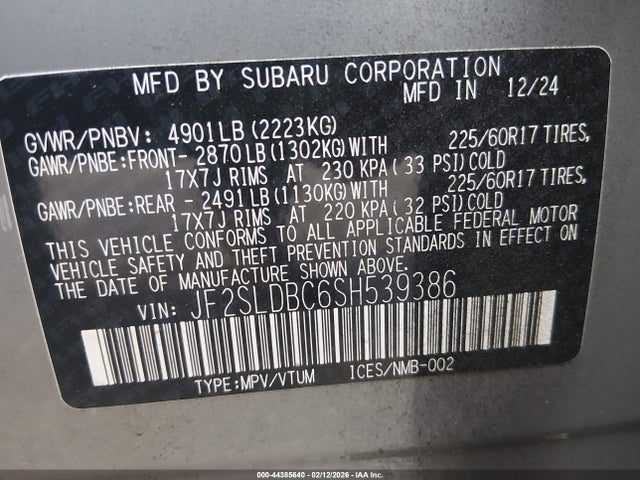 MFD BY SUBARU CORPORATION
MFD IN 12/24
GVWR/PNBV: 4901LB(2223KG)
GAWR/PNBE:FRONT- 2870LB(1302KG)WITH 225/60R17 TIRES,
17X7J RIMS AT 230 KPA( 33 PSI)COLD
GAWR/PNBE:REAR - 2491LB(1130KG)WITH 225/60R17 TIRES,
17X7J RIMS AT 220 KPA( 32 PSI)COLD
THIS VEHICLE CONFORMS TO ALL APPLICABLE FEDERAL MOTOR
VEHICLE SAFETY AND THEFT PREVENTION STANDARDS IN EFFECT ON
THE DATE OF MANUFACTURE SHOWN ABOVE.
VIN: JF2SLDBC6SH539386
TYPE:MPV/VTUM ICES/NMB-002
000-44385640 - 02/12/2026 - IAA Inc.